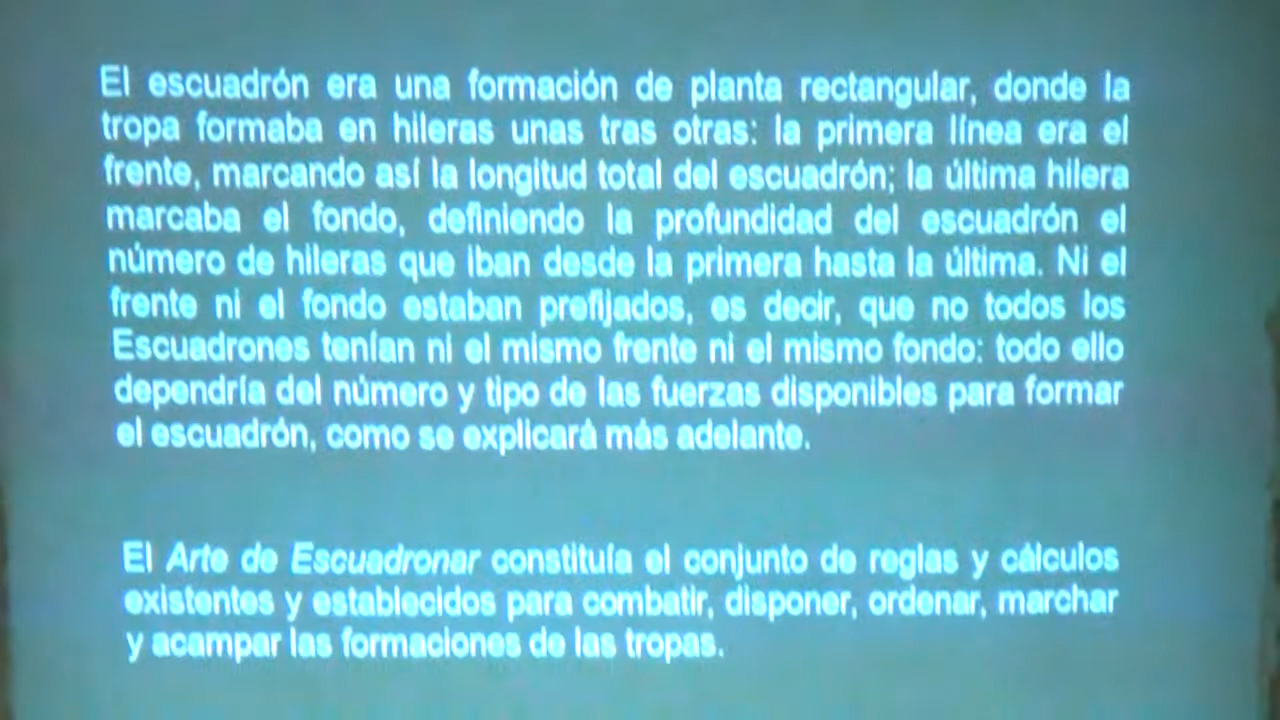 El escuadrón era una formación de planta rectangular, donde la
tropa formaba en hileras unas tras otras: la primera línea era el
frente, marcando así la longitud total del escuadrón; la última hilera
marcaba el fondo, definiendo la profundidad del escuadrón el
número de hileras que iban desde la primera hasta la última. Ni el
frente ni el fondo estaban prefijados, es decir, que no todos los
Escuadrones tenían ni el mismo frente ni el mismo fondo: todo ello
dependría del número y tipo de las fuerzas disponibles para formar
el escuadrón, como se explicará más adelante.
El Arte de Escuadronar constituía el conjunto de reglas y cálculos
existentes y establecidos para combatir, disponer, ordenar, marchar
y acampar las formaciones de las tropas.